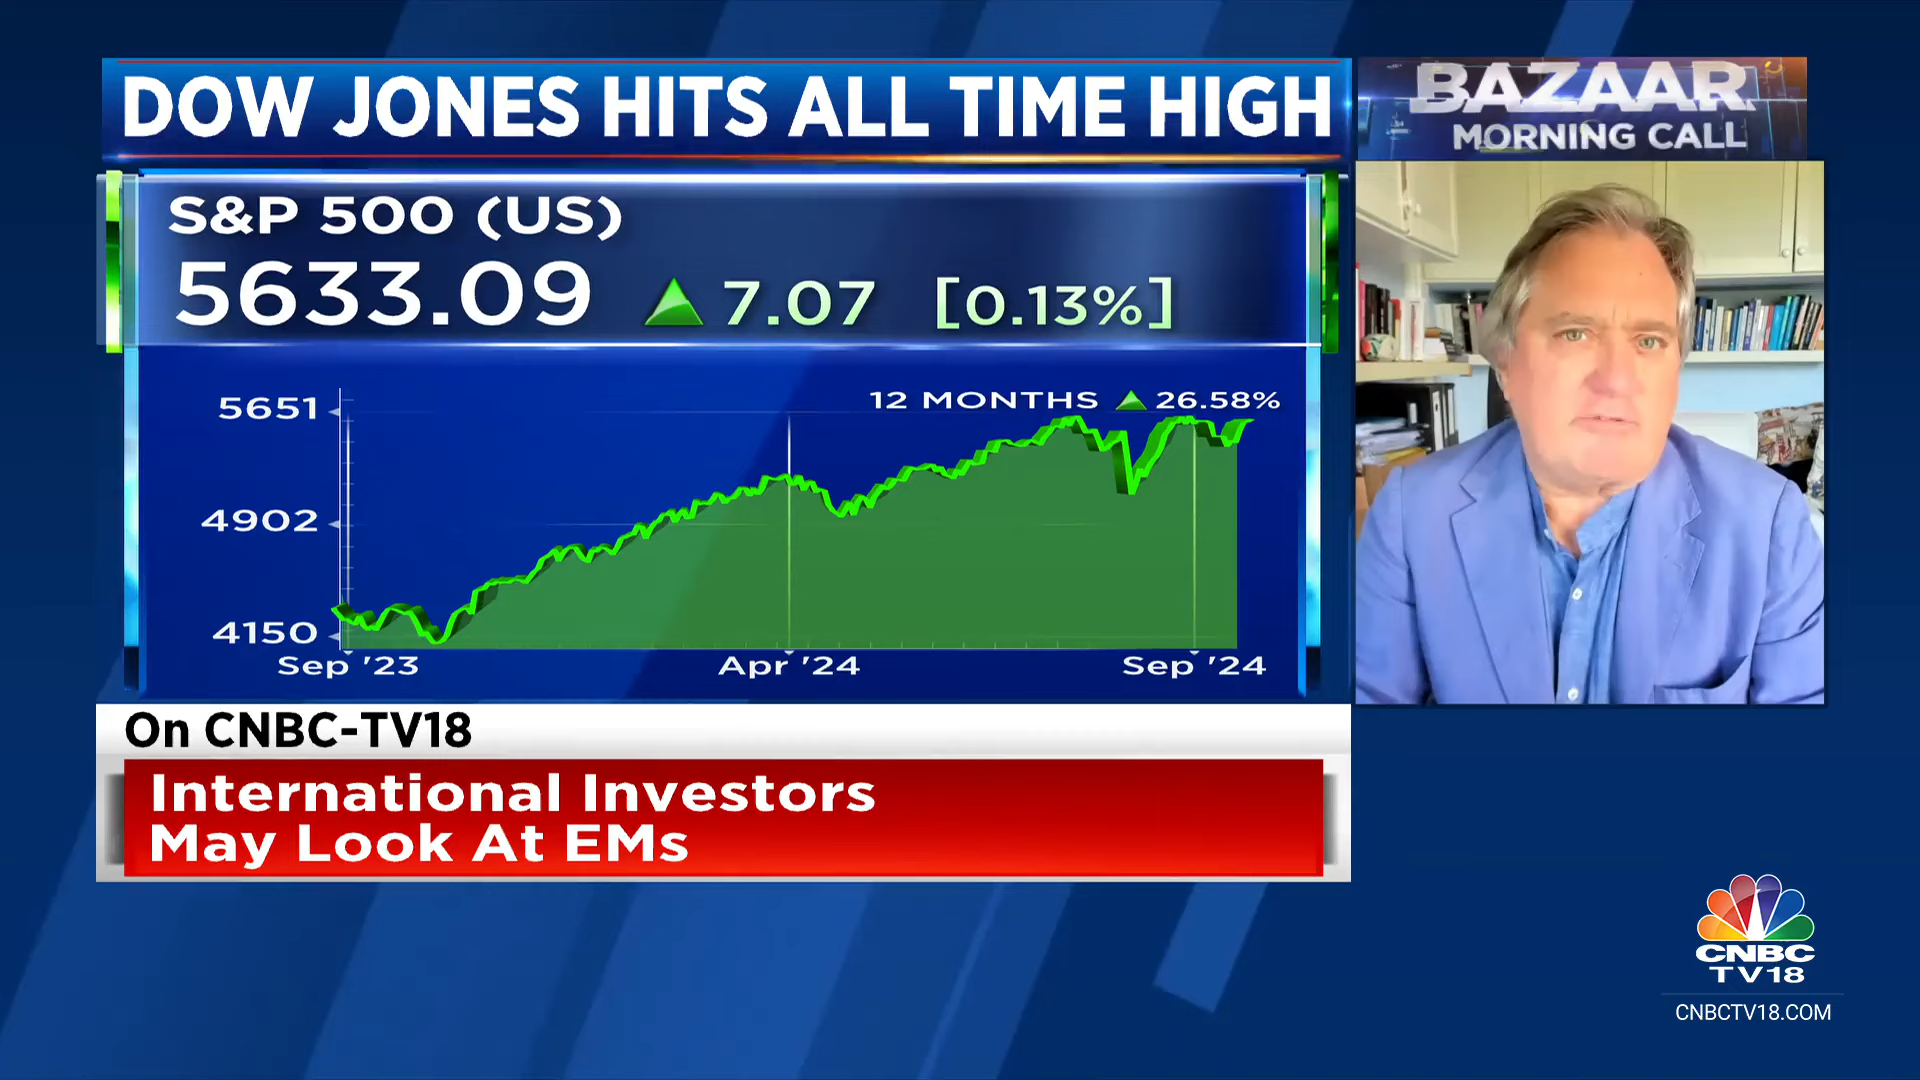 DOW JONES HITS ALL TIME HIGH
BAZAAR
MORNING CALL
S&P 500 (US)
5633.09 ▲ 7.07 [0.13%]
12 MONTHS ▲ 26.58%
5651
4902
4150
Sep '23 Apr '24 Sep '24
On CNBC-TV18
International Investors
May Look At EMs
CNBC
TV18
CNBCTV18.COM